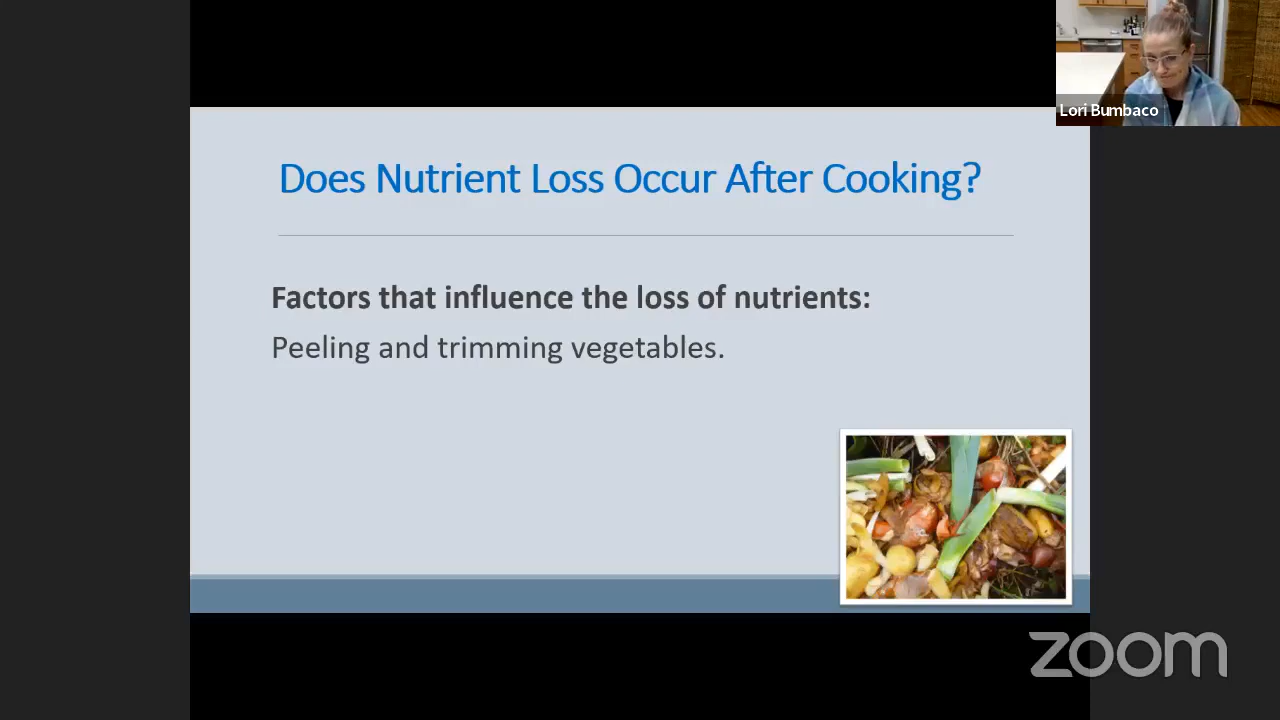 Lori Bumbaco
Does Nutrient Loss Occur After Cooking?
Factors that influence the loss of nutrients:
Peeling and trimming vegetables.
zoom